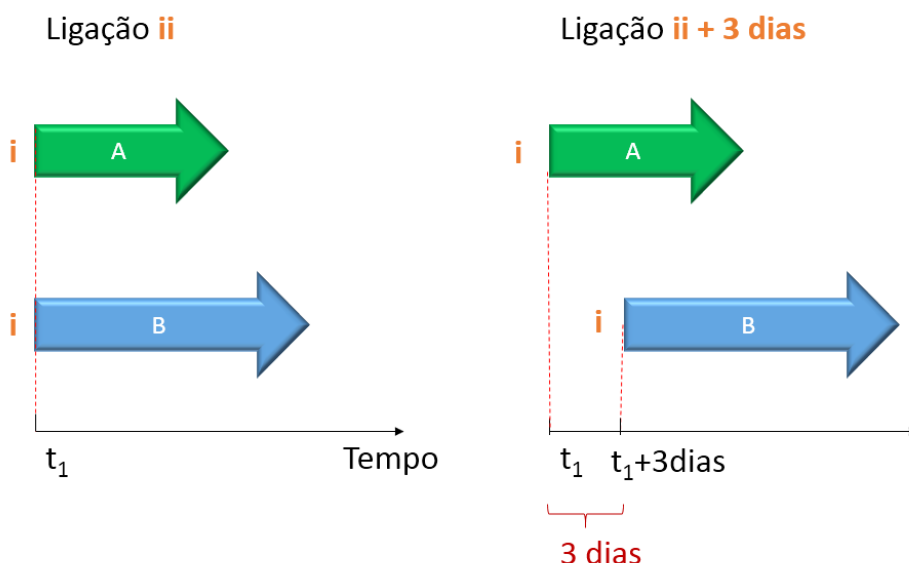 Ligação ii
i A
i B
t₁ Tempo
Ligação ii + 3 dias
i A
i B
t₁ t₁+3dias
3 dias